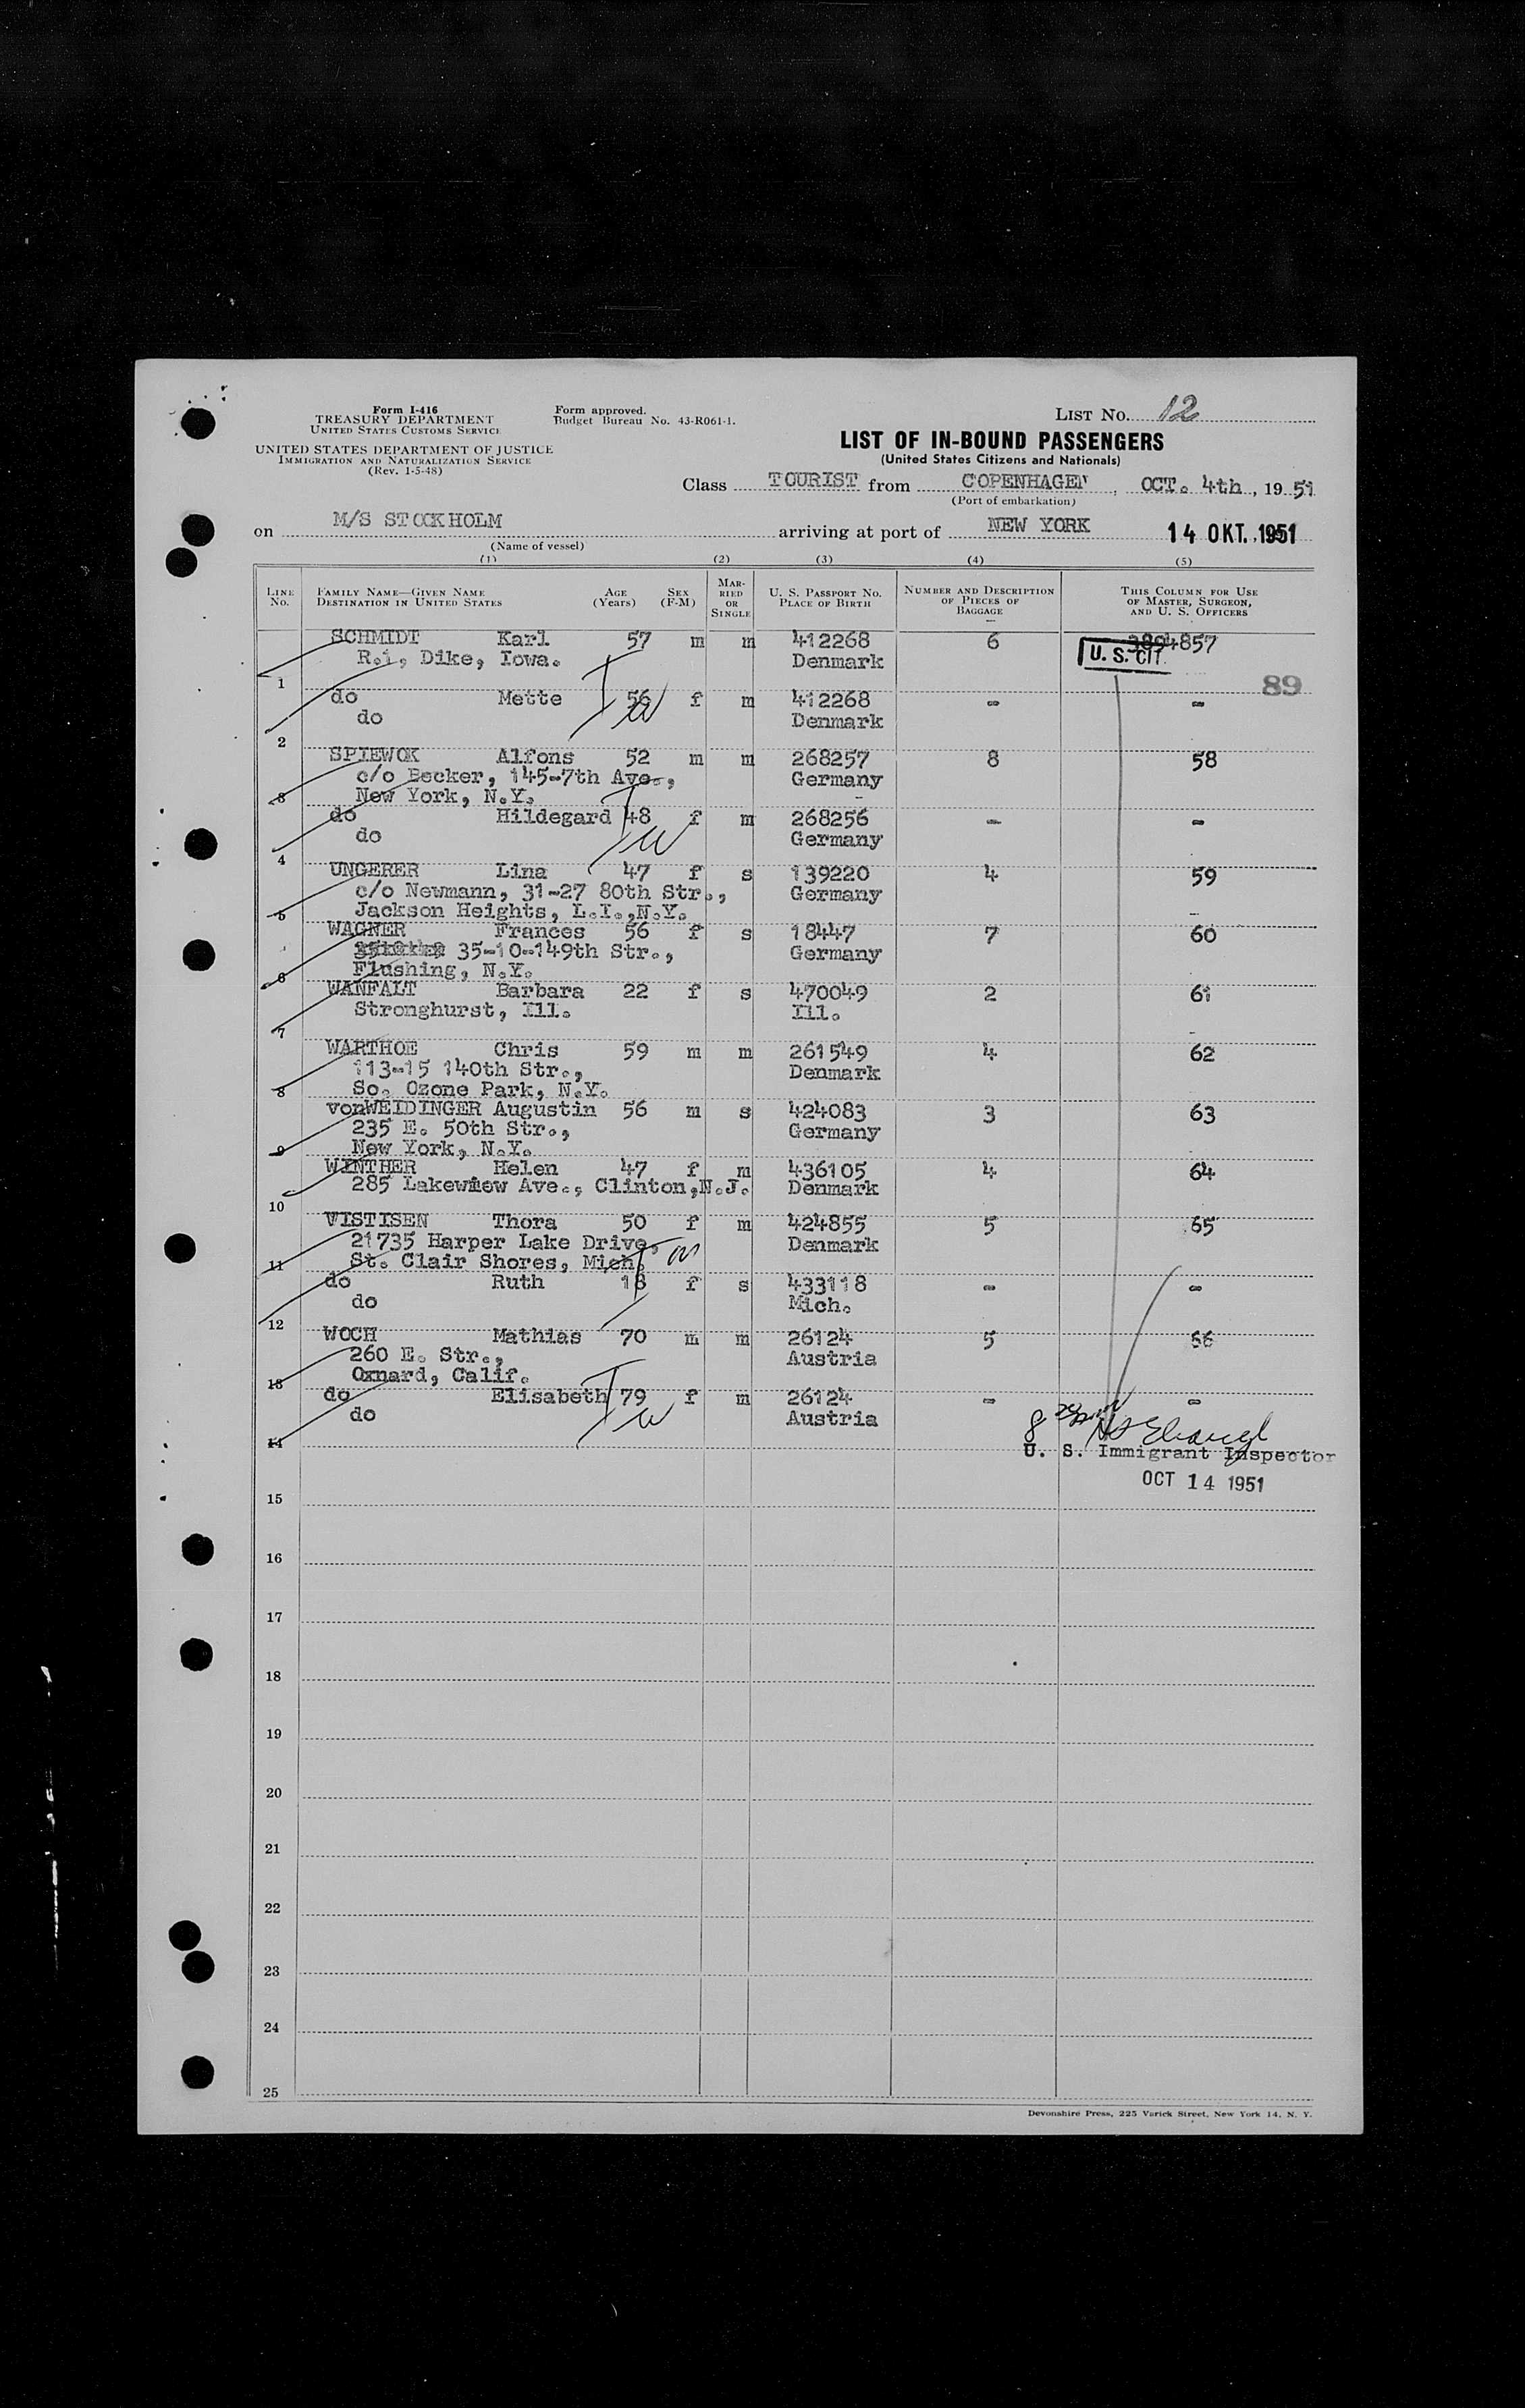 Form I-416
TREASURY DEPARTMENT
UNITED STATES CUSTOMS SERVICE
UNITED STATES DEPARTMENT OF JUSTICE
IMMIGRATION AND NATURALIZATION SERVICE
(Rev. 1-5-48)
Form approved.
Budget Bureau No. 43-R061-1.
LIST NO. 12
LIST OF IN-BOUND PASSENGERS
(United States Citizens and Nationals)
Class TOURIST from COPENHAGEN, OCT. 4th, 1951
(Port of embarkation)
on M/S STOCKHOLM arriving at port of NEW YORK 14 OKT. 1951
(Name of vessel)
(1) (2) (3) (4) (5)
LINE NO. FAMILY NAME—GIVEN NAME DESTINATION IN UNITED STATES AGE (Years) SEX (F-M) MARRIED OR SINGLE U. S. PASSPORT NO. PLACE OF BIRTH NUMBER AND DESCRIPTION OF PIECES OF BAGGAGE THIS COLUMN FOR USE OF MASTER, SURGEON, AND U. S. OFFICERS
SCHMIDT Karl 57 m m 412268 6 3894857
R.1, Dike, Iowa. Denmark U. S. CIT.
1 89
do Mette 56 f m 412268 - -
do Denmark
2
SPIEWOK Alfons 52 m m 268257 8 58
c/o Becker, 145-7th Ave., Germany
3 New York, N.Y.
do Hildegard 48 f m 268256 - -
do Germany
4
UNGERER Lina 47 f s 139220 4 59
c/o Newmann, 31-27 80th Str., Germany
5 Jackson Heights, L.I.,N.Y.
WAGNER Frances 56 f s 18447 7 60
35-10-149th Str., Germany
6 Flushing, N.Y.
WANFALT Barbara 22 f s 470049 2 61
Stronghurst, Ill. Ill.
7
WARTHOE Chris 59 m m 261549 4 62
113-15 140th Str., Denmark
8 So. Ozone Park, N.Y.
vonWEIDINGER Augustin 56 m s 424083 3 63
235 E. 50th Str., Germany
9 New York, N.Y.
WINTHER Helen 47 f m 436105 4 64
285 Lakewiew Ave., Clinton,N.J. Denmark
10
VISTISEN Thora 50 f m 424855 5 65
21735 Harper Lake Drive, Denmark
11 St. Clair Shores, Mich.
do Ruth 18 f s 433118 - -
do Mich.
12
WOCH Mathias 70 m m 26124 5 66
260 E. Str., Austria
13 Oxnard, Calif.
do Elisabeth 79 f m 26124 - -
do Austria
14
U. S. Immigrant Inspector
OCT 14 1951
15
16
17
18
19
20
21
22
23
24
25
Devonshire Press, 225 Varick Street, New York 14, N. Y.